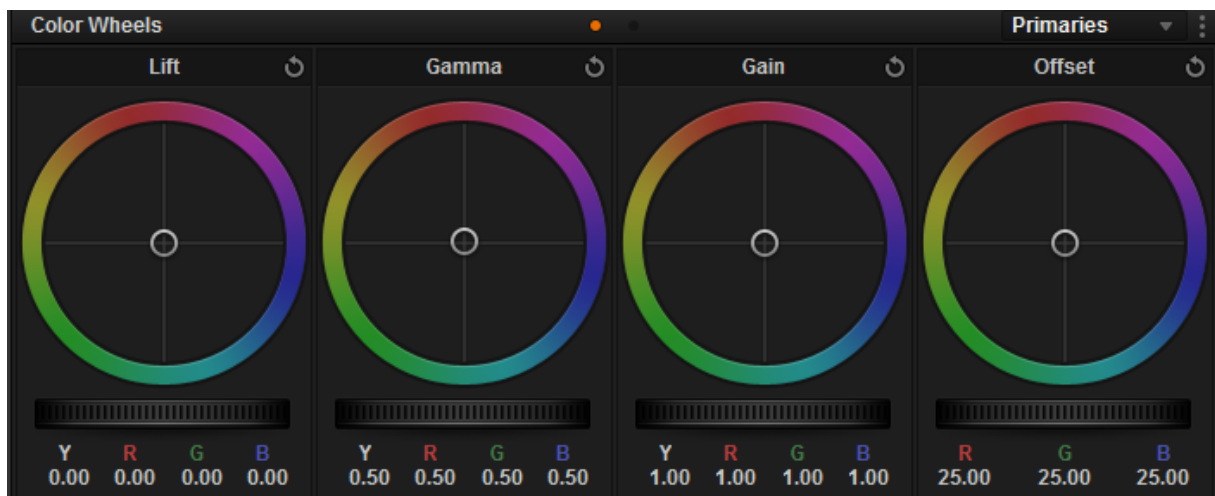 Color Wheels Primaries
Lift Gamma Gain Offset
Y R G B Y R G B Y R G B R G B
0.00 0.00 0.00 0.00 0.50 0.50 0.50 0.50 1.00 1.00 1.00 1.00 25.00 25.00 25.00